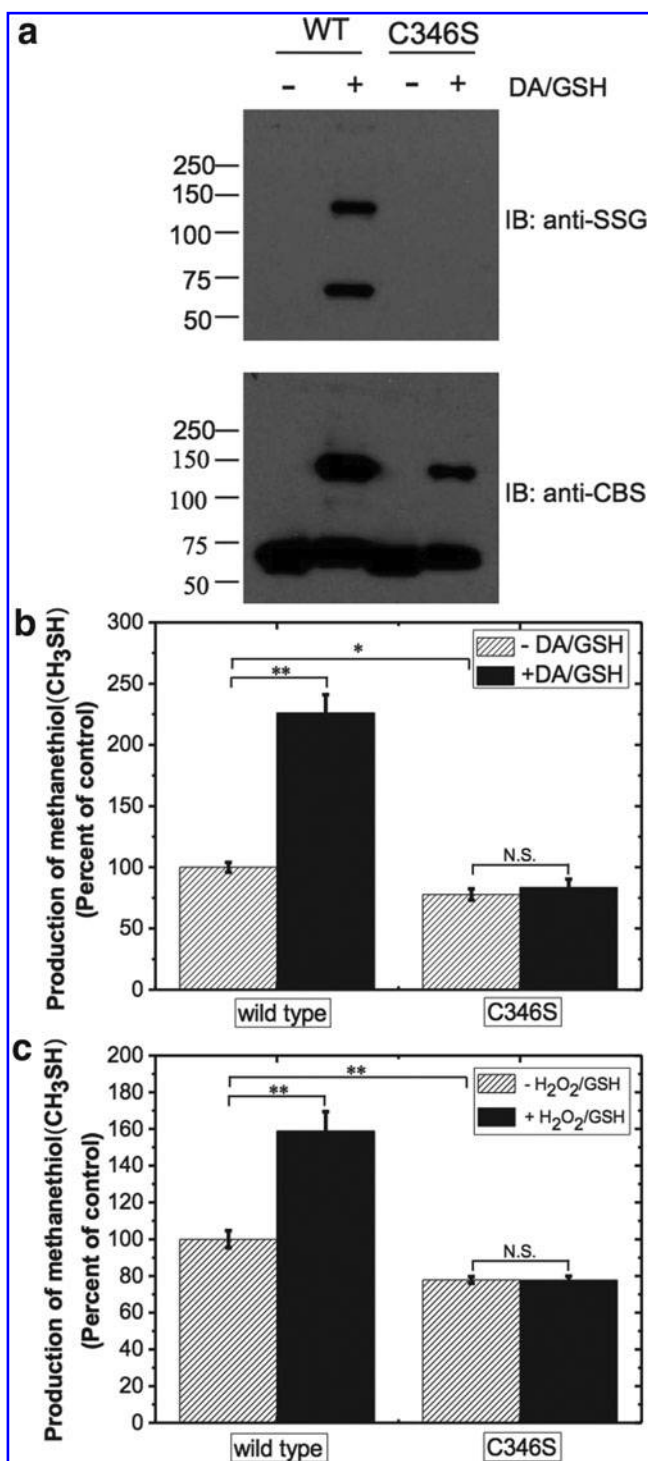 a
WT C346S
- + - + DA/GSH
250
150
100
75
50
IB: anti-SSG
250
150
100
75
50
IB: anti-CBS
b
Production of methanethiol(CH₃SH)
(Percent of control)
300
250
200
150
100
50
0
- DA/GSH
+DA/GSH
*
**
N.S.
wild type C346S
c
Production of methanethiol(CH₃SH)
(Percent of control)
200
180
160
140
120
100
80
60
40
20
0
- H₂O₂/GSH
+ H₂O₂/GSH
**
**
N.S.
wild type C346S